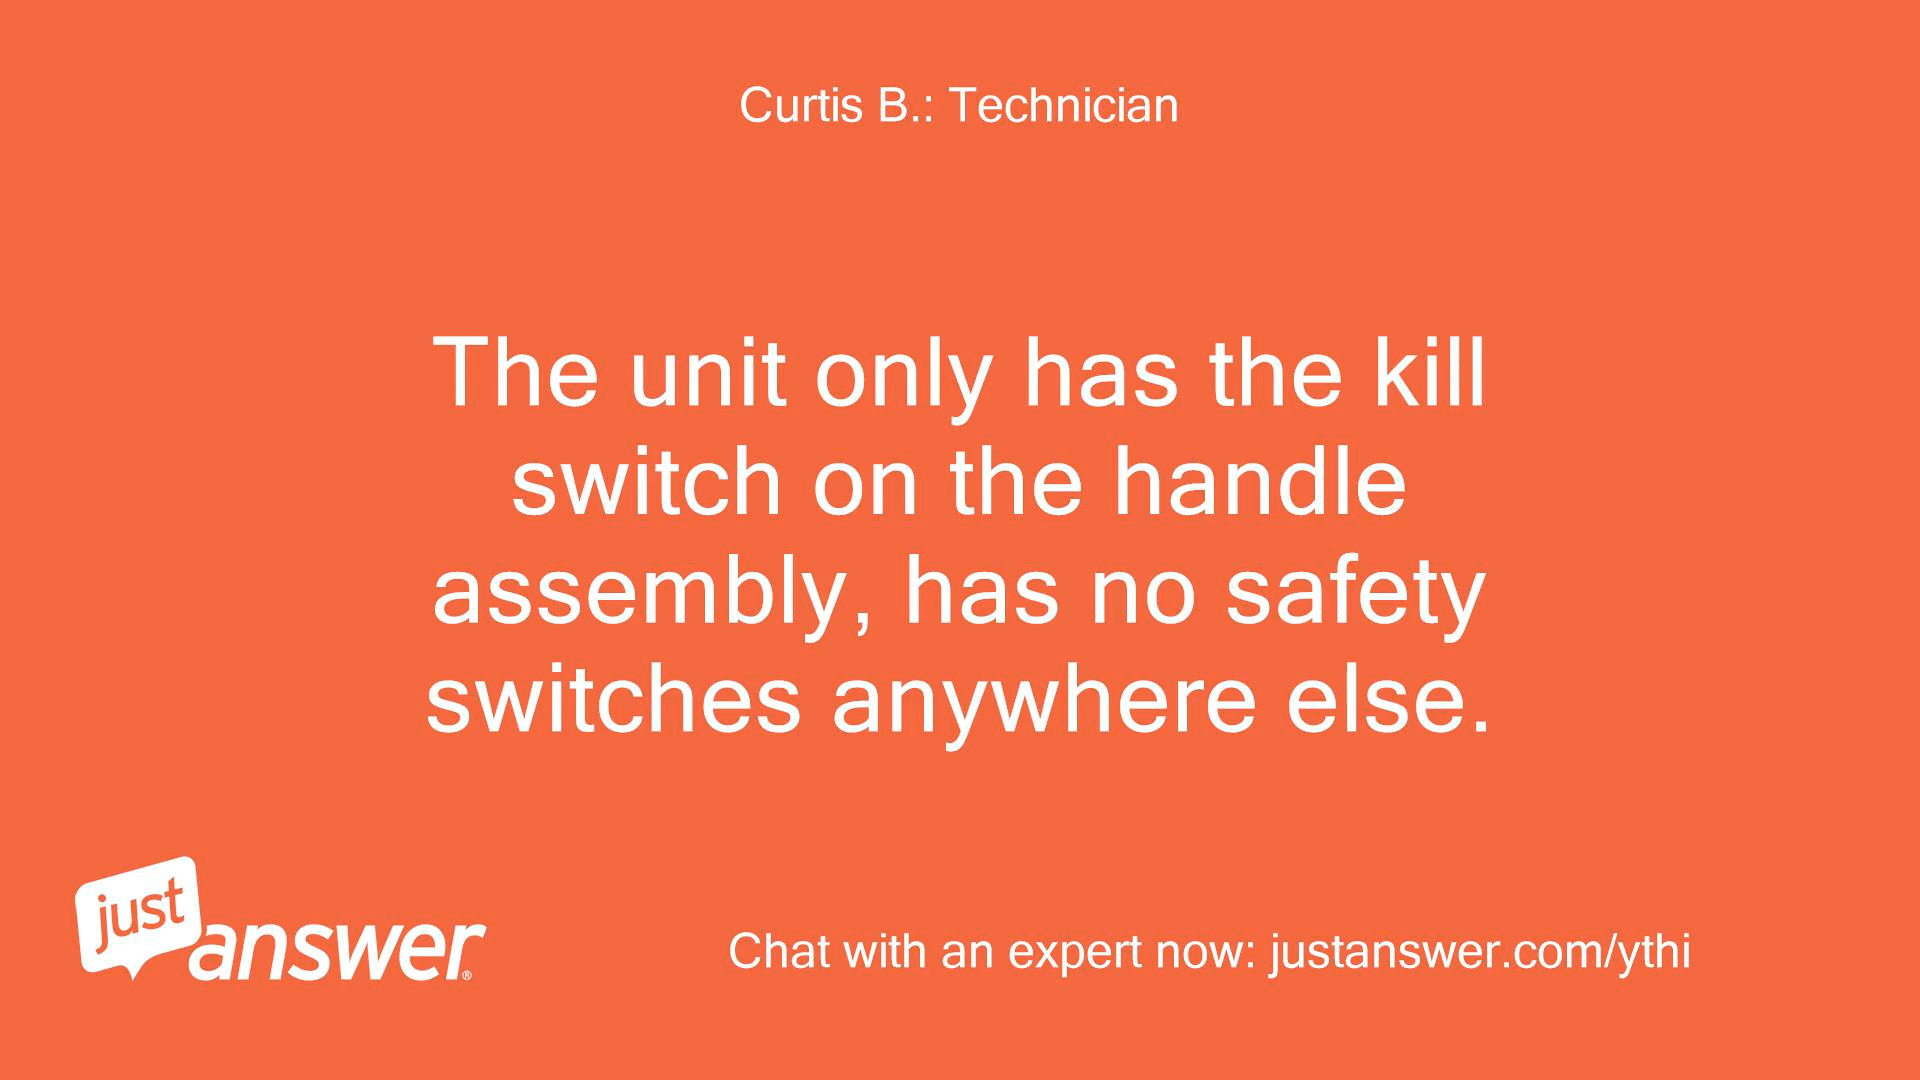 Curtis B.: Technician
The unit only has the kill
switch on the handle
assembly, has no safety
switches anywhere else.
just
answer®
Chat with an expert now: justanswer.com/ythi